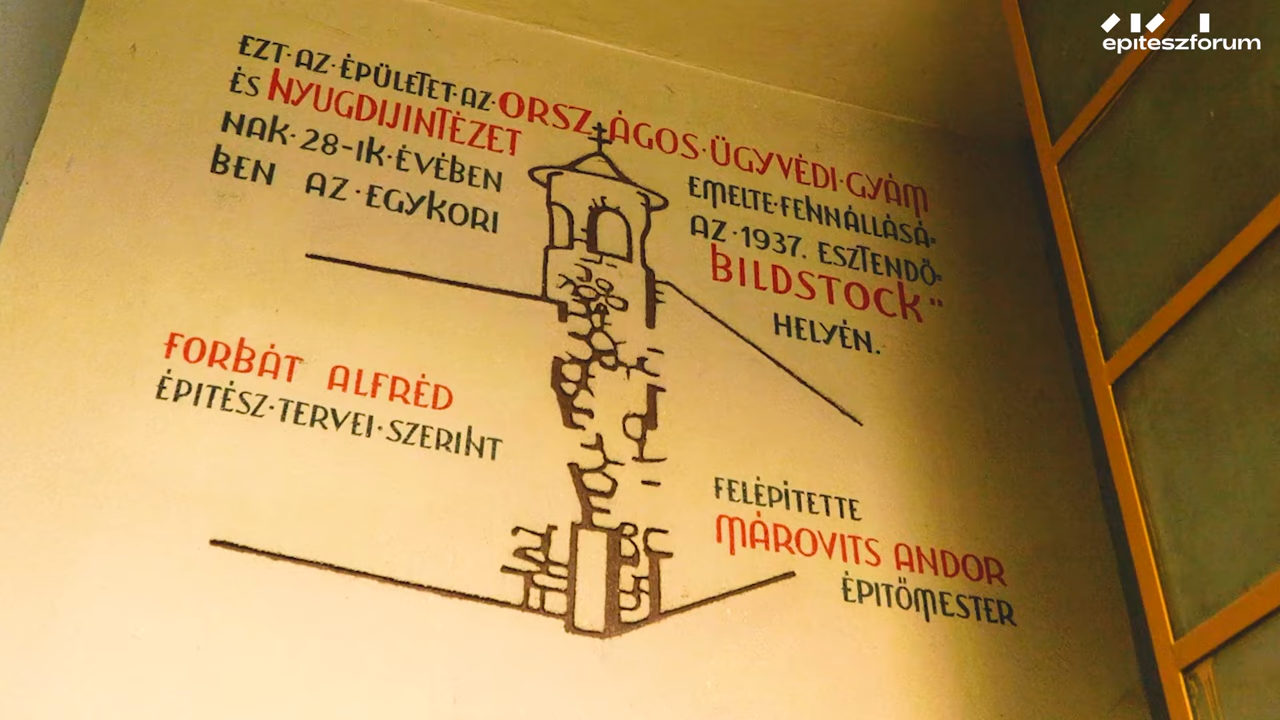 epiteszforum
EZT·AZ·ÉPÜLETET·AZ·ORSZÁGOS·ÜGYVÉDI·GYÁM
ÉS NYUGDIJINTÉZET EMELTE·FENNÁLLÁSÁ-
NAK·28-IK·ÉVÉBEN AZ·1937. ESZTENDŐ-
BEN AZ·EGYKORI BILDSTOCK"
HELYÉN.
FORBÁT ALFRÉD
ÉPITÉSZ·TERVEI·SZERINT
FELÉPITETTE
MÁROVITS ANDOR
ÉPITŐMESTER